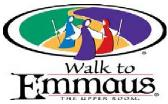 Walk to
Emmaus®
THE UPPER ROOM.